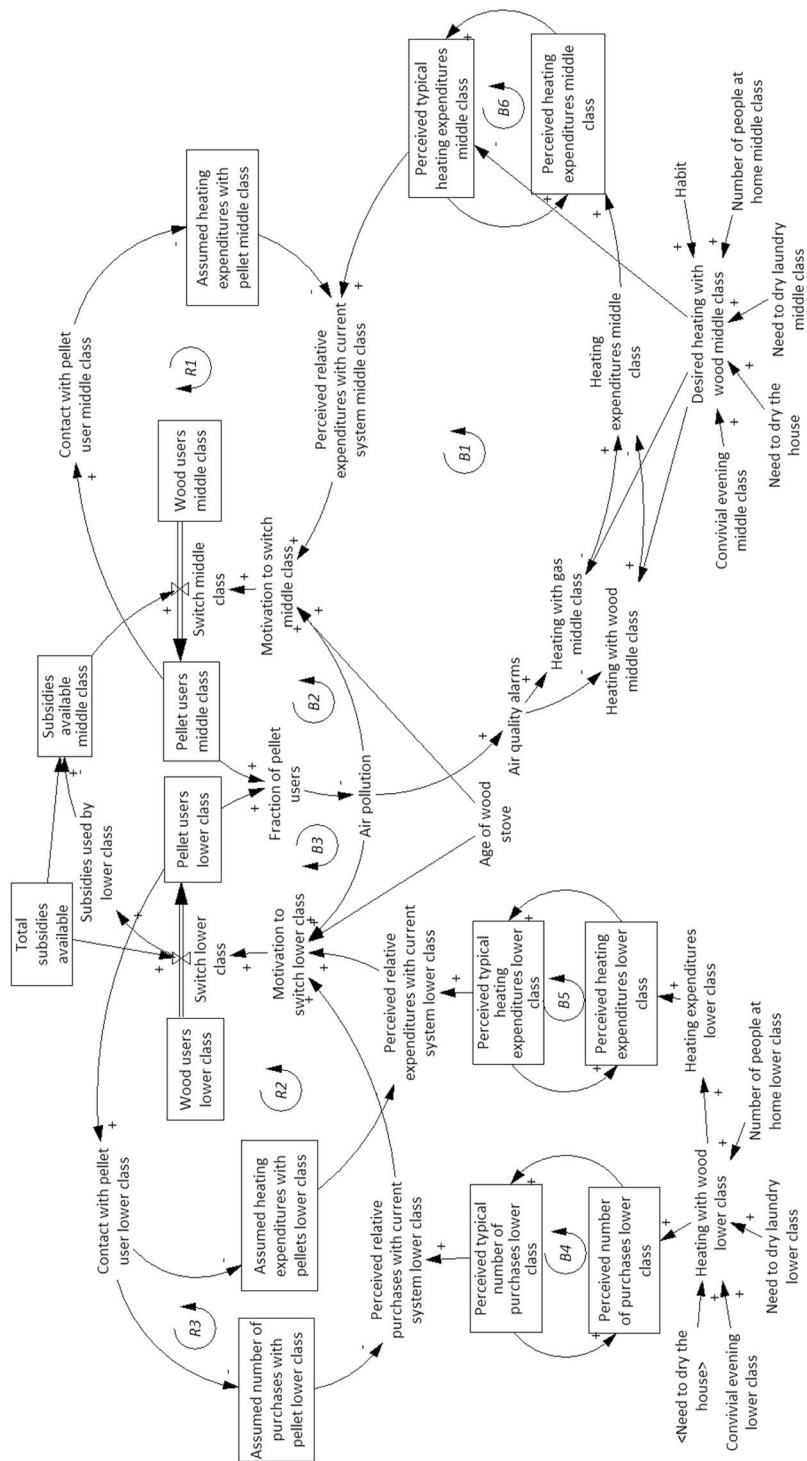 Total
subsidies
available
Subsidies
available
middle class
Subsidies used by
lower class
Contact with pellet
user lower class
Wood users
lower class
Switch lower
class
Pellet users
lower class
Pellet users
middle class
Switch middle
class
Wood users
middle class
Contact with pellet
user middle class
R3
R2
R1
Assumed number of
purchases with
pellet lower class
Assumed heating
expenditures with
pellets lower class
Motivation to
switch lower class
B3
Fraction of pellet
users
B2
Motivation to switch
middle class
Assumed heating
expenditures with
pellet middle class
Air pollution
Perceived relative
purchases with current
system lower class
Perceived relative
expenditures with current
system lower class
Perceived relative
expenditures with current
system middle class
Age of wood
stove
Air quality alarms
B1
Perceived typical
number of
purchases lower
class
B4
Perceived number
of purchases lower
class
Perceived typical
heating
expenditures lower
class
B5
Perceived heating
expenditures lower
class
Heating with gas
middle class
Heating with wood
middle class
Heating
expenditures middle
class
Perceived typical
heating expenditures
middle class
B6
Perceived heating
expenditures middle
class
Heating expenditures
lower class
<Need to dry the
house>
Heating with wood
lower class
Convivial evening
lower class
Need to dry laundry
lower class
Number of people at
home lower class
Desired heating with
wood middle class
Convivial evening
middle class
Need to dry the
house
Need to dry laundry
middle class
Habit
Number of people at
home middle class